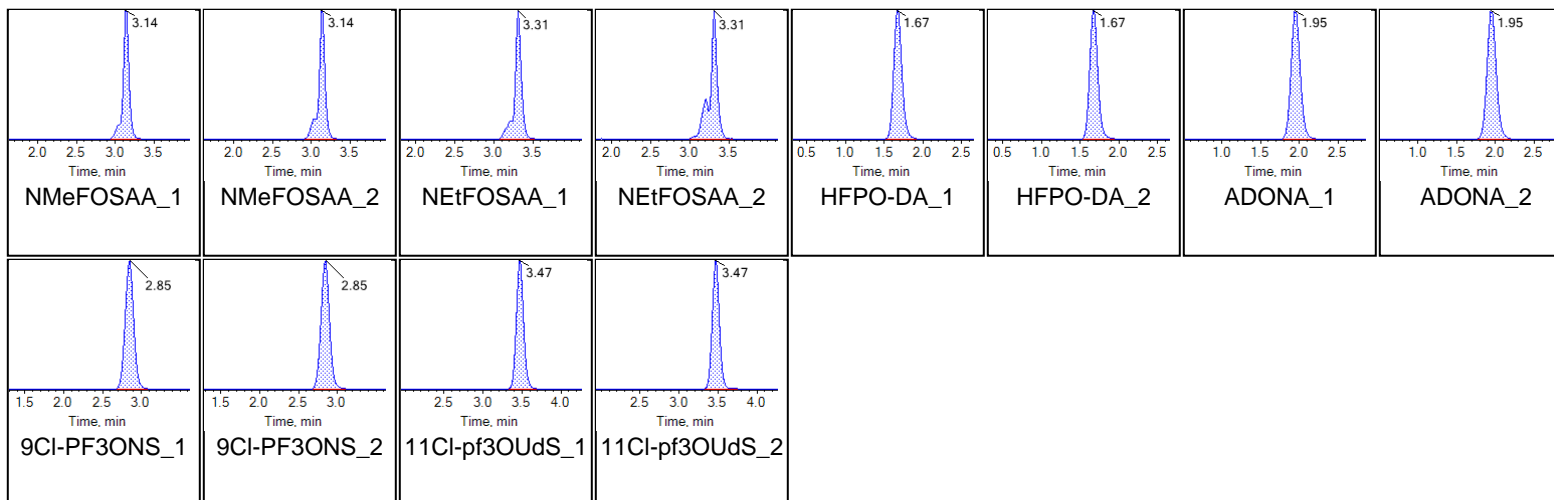 3.14
2.0 2.5 3.0 3.5
Time, min
NMeFOSAA_1
3.14
2.0 2.5 3.0 3.5
Time, min
NMeFOSAA_2
3.31
2.0 2.5 3.0 3.5
Time, min
NEtFOSAA_1
3.31
2.0 2.5 3.0 3.5
Time, min
NEtFOSAA_2
1.67
0.5 1.0 1.5 2.0 2.5
Time, min
HFPO-DA_1
1.67
0.5 1.0 1.5 2.0 2.5
Time, min
HFPO-DA_2
1.95
1.0 1.5 2.0 2.5
Time, min
ADONA_1
1.95
1.0 1.5 2.0 2.5
Time, min
ADONA_2
2.85
1.5 2.0 2.5 3.0
Time, min
9Cl-PF3ONS_1
2.85
1.5 2.0 2.5 3.0
Time, min
9Cl-PF3ONS_2
3.47
2.5 3.0 3.5 4.0
Time, min
11Cl-pf3OUdS_1
3.47
2.5 3.0 3.5 4.0
Time, min
11Cl-pf3OUdS_2